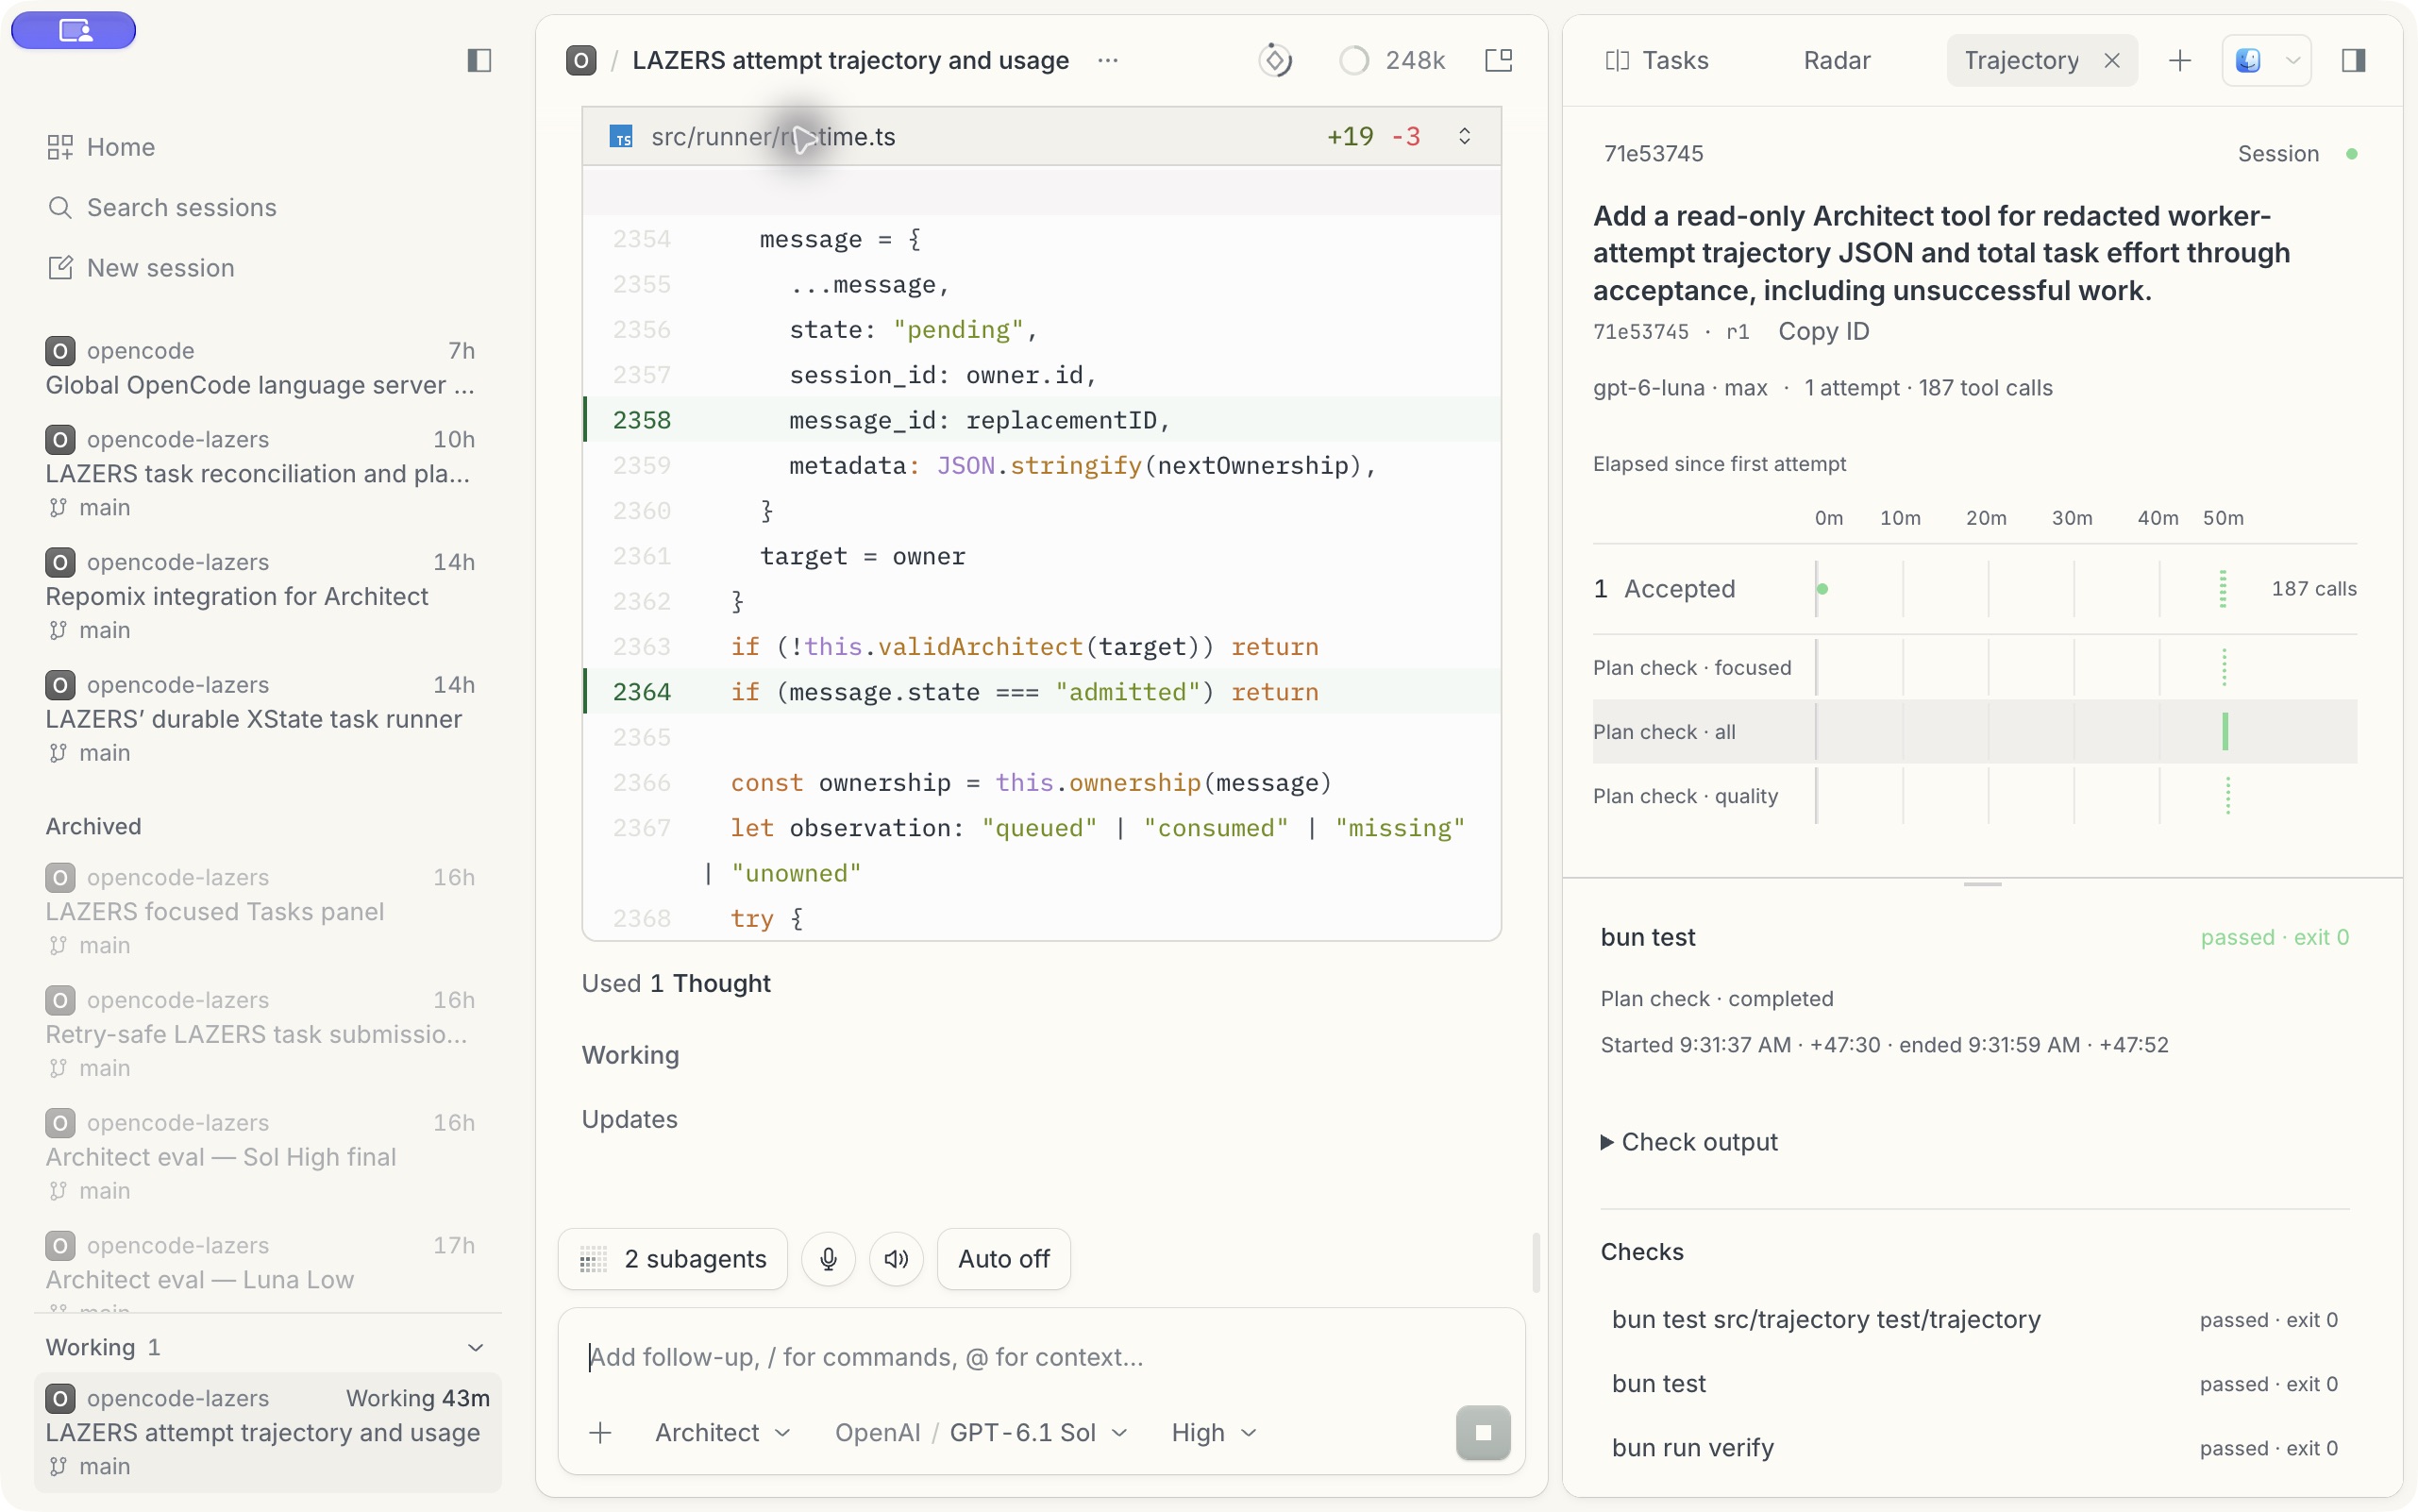 Home
Search sessions
New session
opencode 7h
Global OpenCode language server ...
opencode-lazers 10h
LAZERS task reconciliation and pla...
main
opencode-lazers 14h
Repomix integration for Architect
main
opencode-lazers 14h
LAZERS’ durable XState task runner
main
Archived
opencode-lazers 16h
LAZERS focused Tasks panel
main
opencode-lazers 16h
Retry-safe LAZERS task submissio...
main
opencode-lazers 16h
Architect eval — Sol High final
main
opencode-lazers 17h
Architect eval — Luna Low
main
Working 1
opencode-lazers Working 43m
LAZERS attempt trajectory and usage
main
O / LAZERS attempt trajectory and usage ... 248k
TS src/runner/runtime.ts +19 -3
2354 message = {
2355 ...message,
2356 state: "pending",
2357 session_id: owner.id,
2358 message_id: replacementID,
2359 metadata: JSON.stringify(nextOwnership),
2360 }
2361 target = owner
2362 }
2363 if (!this.validArchitect(target)) return
2364 if (message.state === "admitted") return
2365
2366 const ownership = this.ownership(message)
2367 let observation: "queued" | "consumed" | "missing"
| "unowned"
2368 try {
Used 1 Thought
Working
Updates
2 subagents
Auto off
Add follow-up, / for commands, @ for context...
Architect OpenAI / GPT-6.1 Sol High
Tasks Radar Trajectory
71e53745 Session
Add a read-only Architect tool for redacted worker-
attempt trajectory JSON and total task effort through
acceptance, including unsuccessful work.
71e53745 · r1 Copy ID
gpt-6-luna · max · 1 attempt · 187 tool calls
Elapsed since first attempt
0m 10m 20m 30m 40m 50m
1 Accepted 187 calls
Plan check · focused
Plan check · all
Plan check · quality
bun test passed · exit 0
Plan check · completed
Started 9:31:37 AM · +47:30 · ended 9:31:59 AM · +47:52
Check output
Checks
bun test src/trajectory test/trajectory passed · exit 0
bun test passed · exit 0
bun run verify passed · exit 0